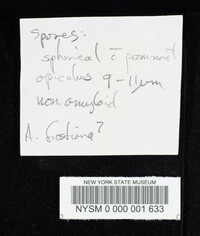 Spores:
spherical c̄ prominent
apiculus 9-11µm
non amyloid
A. frostiana?
NEW YORK STATE MUSEUM
NYSM 0 000 001 633